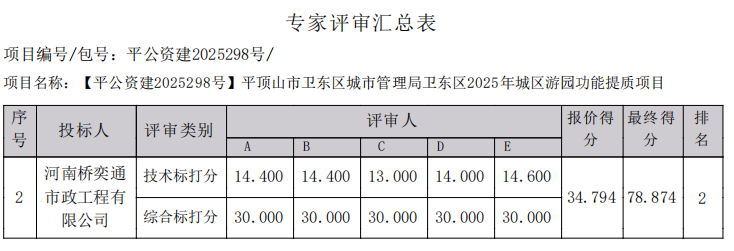 专家评审汇总表
项目编号/包号：平公资建2025298号/
项目名称：【平公资建2025298号】平顶山市卫东区城市管理局卫东区2025年城区游园功能提质项目
序号 投标人 评审类别 评审人 报价得分 最终得分 排名
A B C D E
2 河南桥奕通市政工程有限公司 技术标打分 14.400 14.400 13.000 14.000 14.600 34.794 78.874 2
综合标打分 30.000 30.000 30.000 30.000 30.000